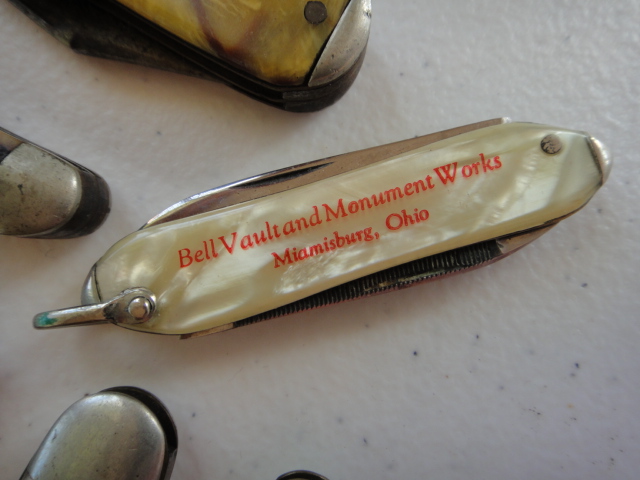 Bell Vault and Monument Works
Miamisburg, Ohio